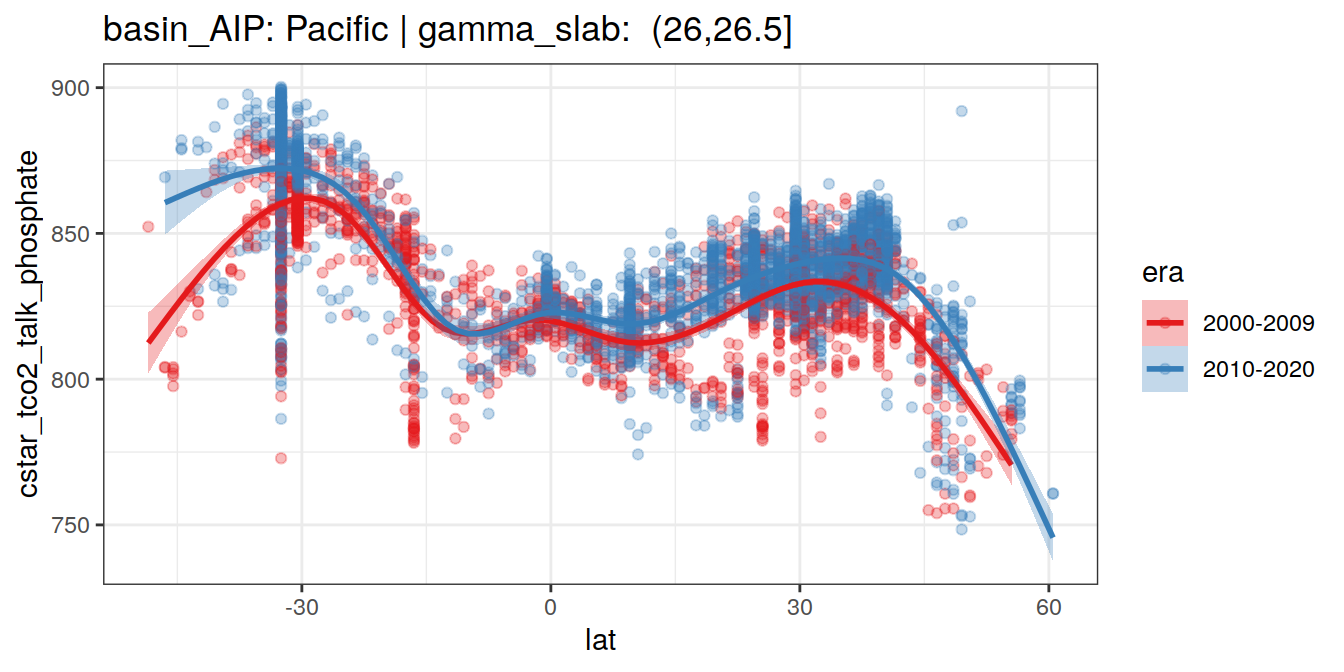 basin_AIP: Pacific | gamma_slab:  (26,26.5]
cstar_tco2_talk_phosphate
900
850
800
750
-30
0
30
60
lat
era
2000-2009
2010-2020